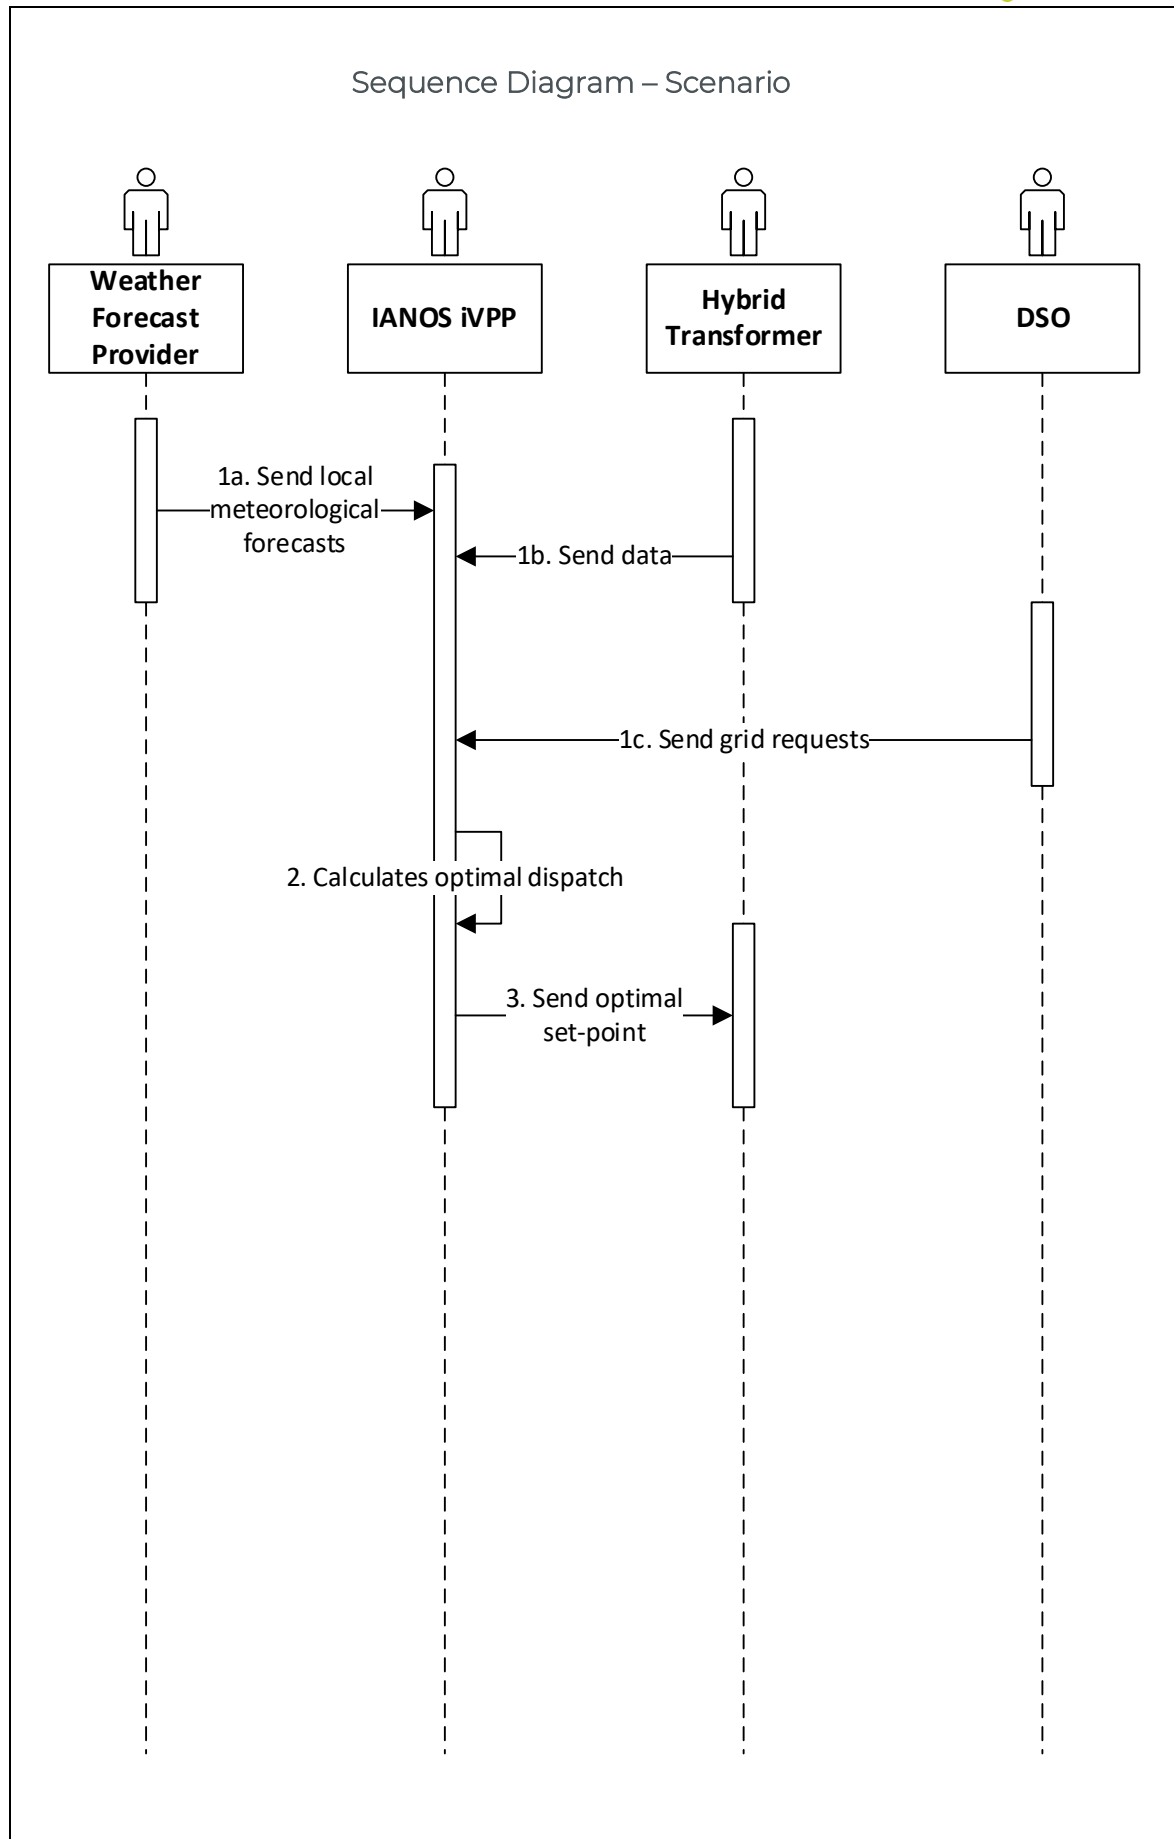 Sequence Diagram – Scenario
Weather
Forecast
Provider
IANOS iVPP
Hybrid
Transformer
DSO
1a. Send local
meteorological
forecasts
1b. Send data
1c. Send grid requests
2. Calculates optimal dispatch
3. Send optimal
set-point